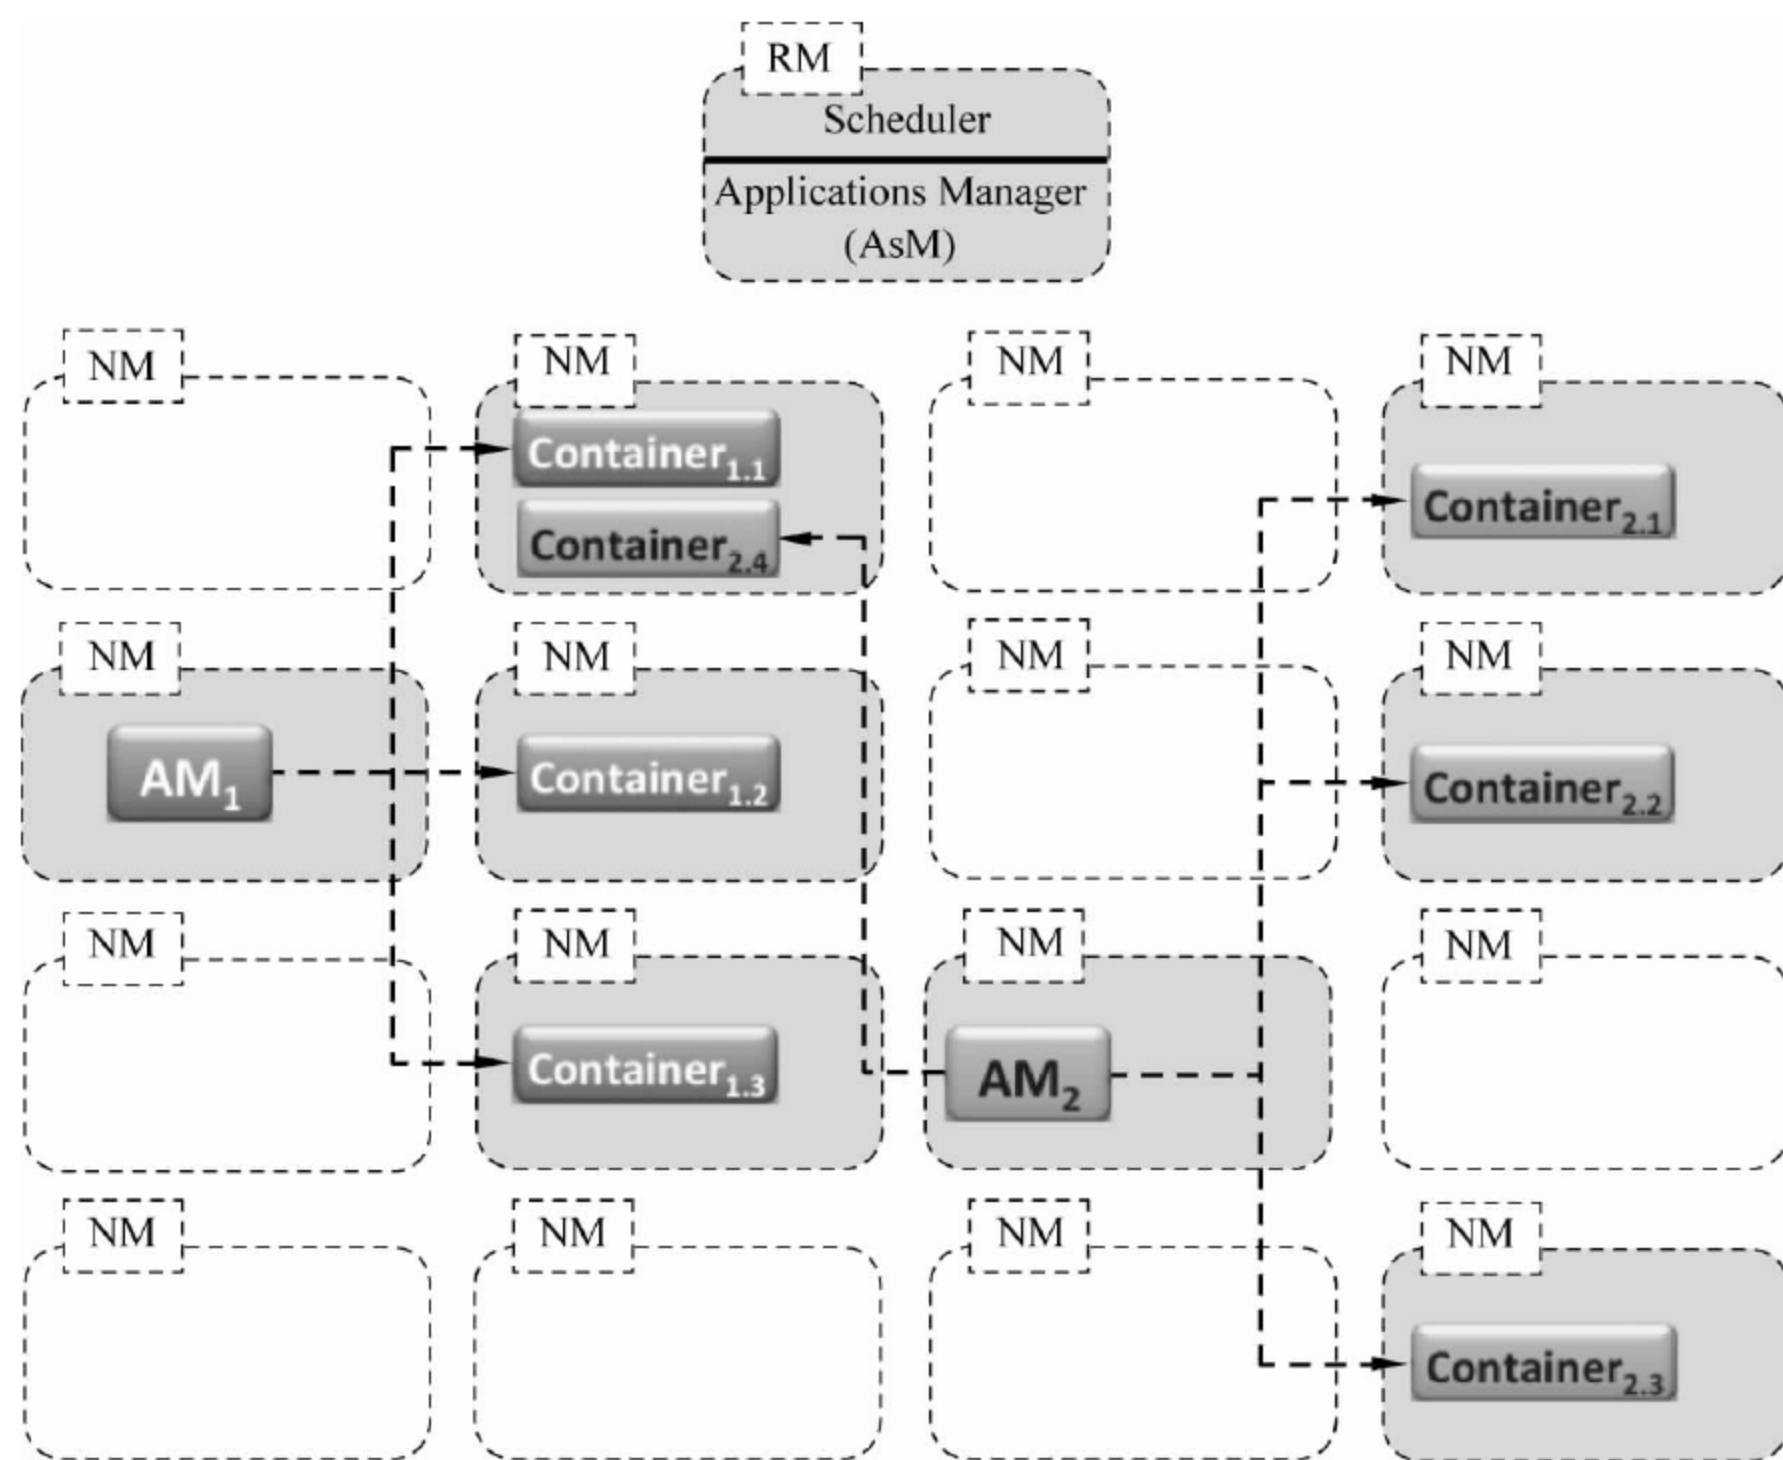 RM
Scheduler
Applications Manager
(AsM)
NM
NM
NM
NM
Container1.1
Container2.4
Container2.1
NM
NM
NM
NM
AM1
Container1.2
Container2.2
NM
NM
NM
NM
Container1.3
AM2
NM
NM
NM
NM
Container2.3